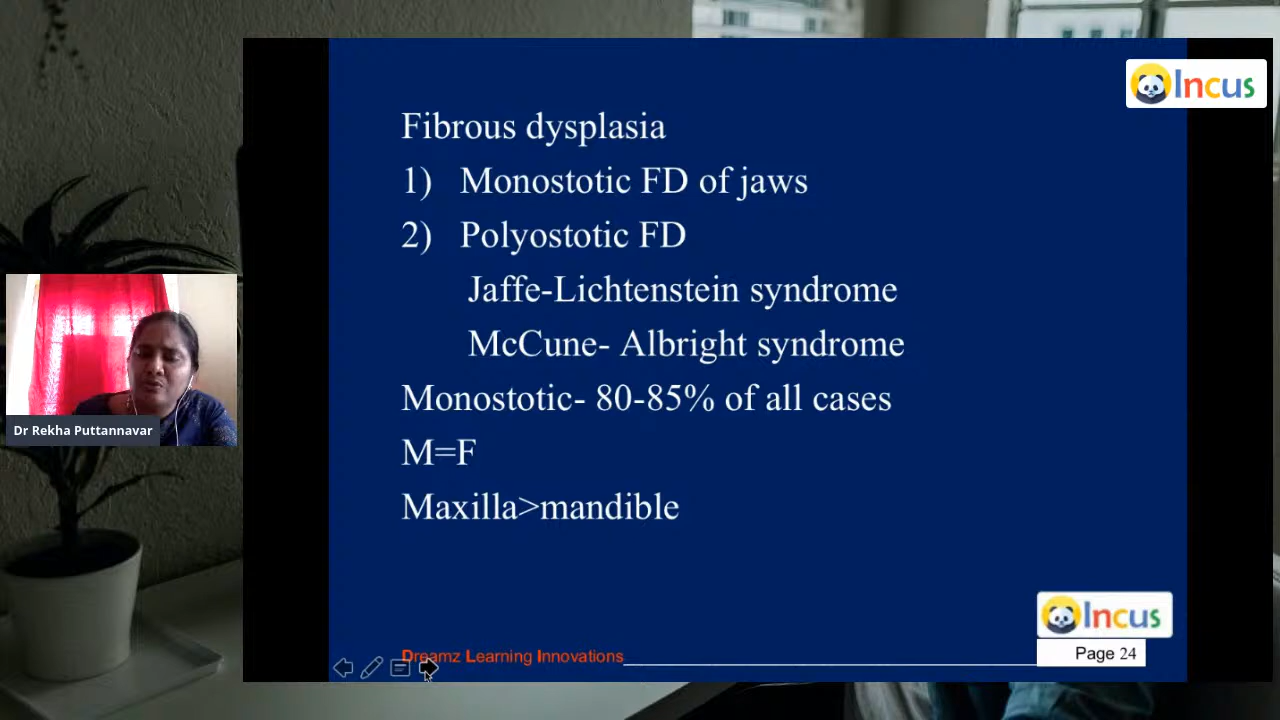 Incus
Fibrous dysplasia
1) Monostotic FD of jaws
2) Polyostotic FD
Jaffe-Lichtenstein syndrome
McCune- Albright syndrome
Monostotic- 80-85% of all cases
M=F
Maxilla>mandible
Dr Rekha Puttannavar
Incus
Dreamz Learning Innovations
Page 24